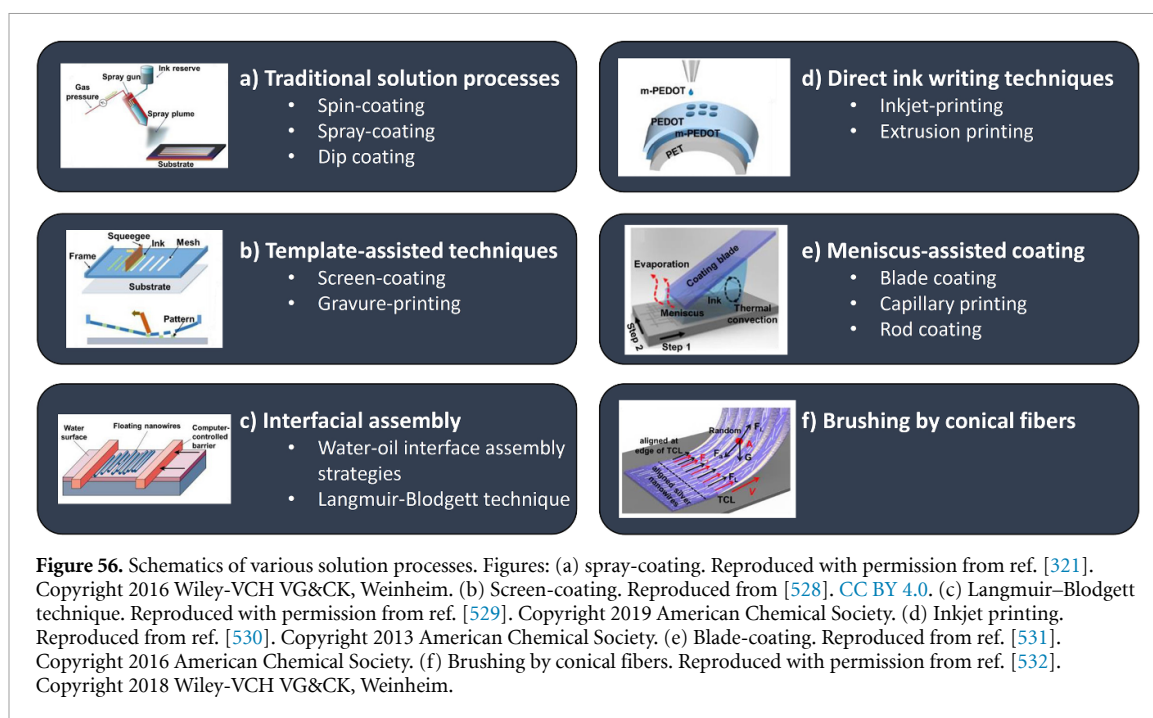 Gas pressure
Spray gun
Ink reserve
Spray plume
Substrate
a) Traditional solution processes
• Spin-coating
• Spray-coating
• Dip coating
m-PEDOT
PEDOT
m-PEDOT
PET
d) Direct ink writing techniques
• Inkjet-printing
• Extrusion printing
Squeegee
Ink
Mesh
Frame
Substrate
Pattern
b) Template-assisted techniques
• Screen-coating
• Gravure-printing
Evaporation
Coating blade
Ink
Meniscus
Thermal convection
Step 2
Step 1
e) Meniscus-assisted coating
• Blade coating
• Capillary printing
• Rod coating
Water surface
Floating nanowires
Computer-controlled barrier
c) Interfacial assembly
• Water-oil interface assembly
strategies
• Langmuir-Blodgett technique
aligned at edge of TCL
Random
A
G
aligned silver nanowires
TCL
V
f) Brushing by conical fibers
Figure 56. Schematics of various solution processes. Figures: (a) spray-coating. Reproduced with permission from ref. [321].
Copyright 2016 Wiley-VCH VG&CK, Weinheim. (b) Screen-coating. Reproduced from [528]. CC BY 4.0. (c) Langmuir–Blodgett
technique. Reproduced with permission from ref. [529]. Copyright 2019 American Chemical Society. (d) Inkjet printing.
Reproduced from ref. [530]. Copyright 2013 American Chemical Society. (e) Blade-coating. Reproduced from ref. [531].
Copyright 2016 American Chemical Society. (f) Brushing by conical fibers. Reproduced with permission from ref. [532].
Copyright 2018 Wiley-VCH VG&CK, Weinheim.